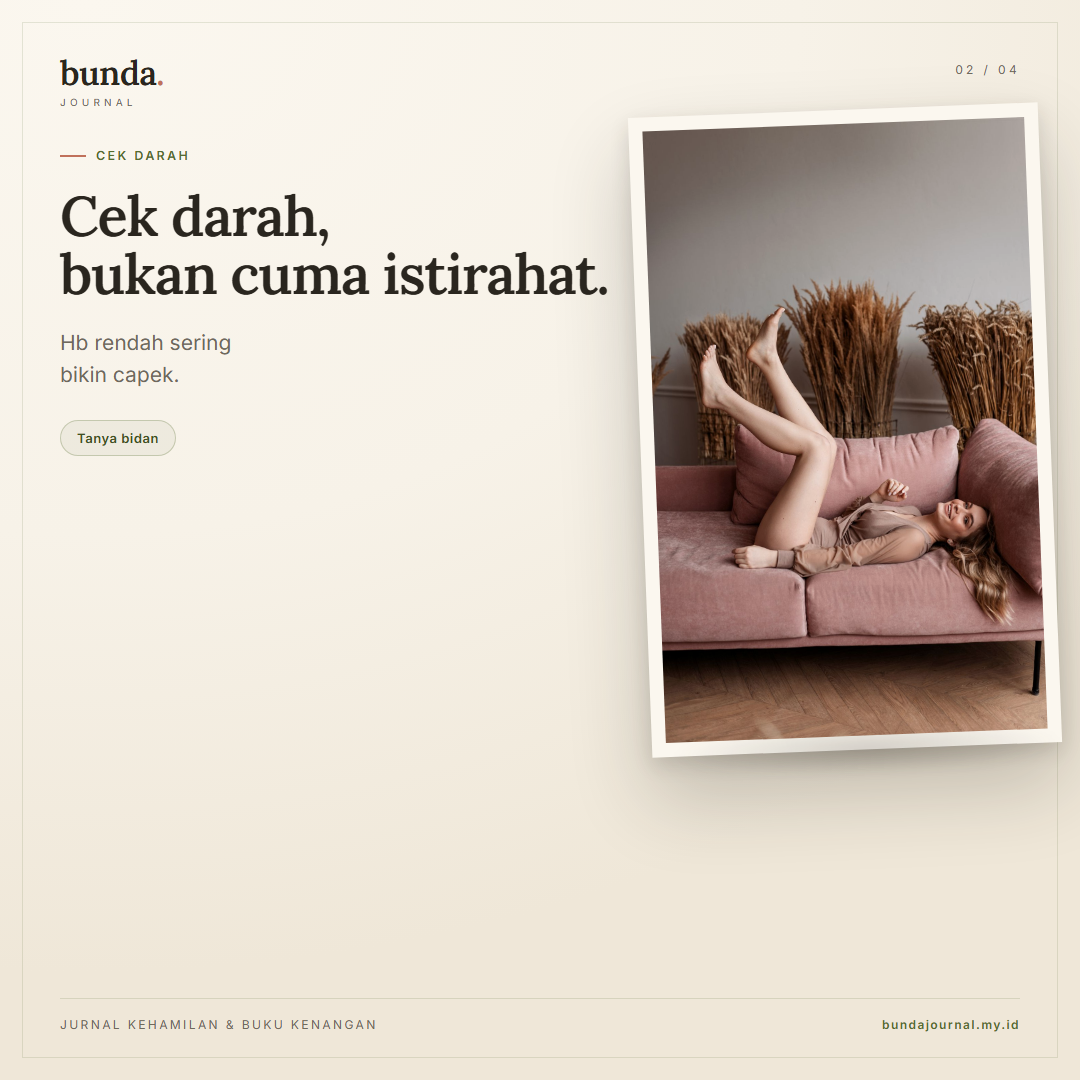 bunda.
JOURNAL
02 / 04
CEK DARAH
Cek darah,
bukan cuma istirahat.
Hb rendah sering
bikin capek.
Tanya bidan
JURNAL KEHAMILAN & BUKU KENANGAN
bundajournal.my.id